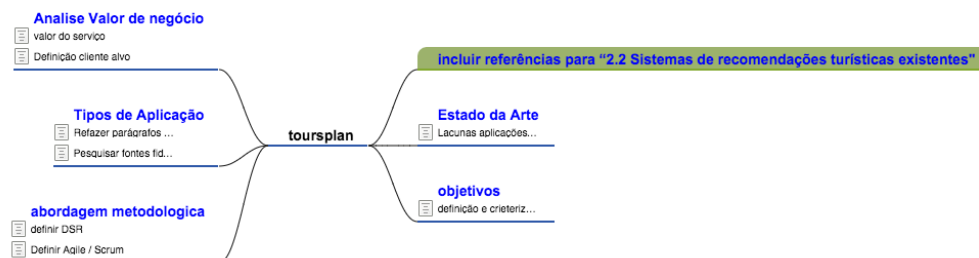 Analise Valor de negócio
valor do serviço
Definição cliente alvo
Tipos de Aplicação
Refazer parágrafos ...
Pesquisar fontes fid...
abordagem metodologica
definir DSR
Definir Agile / Scrum
toursplan
incluir referências para “2.2 Sistemas de recomendações turísticas existentes"
Estado da Arte
Lacunas aplicações...
objetivos
definição e crieteriz...